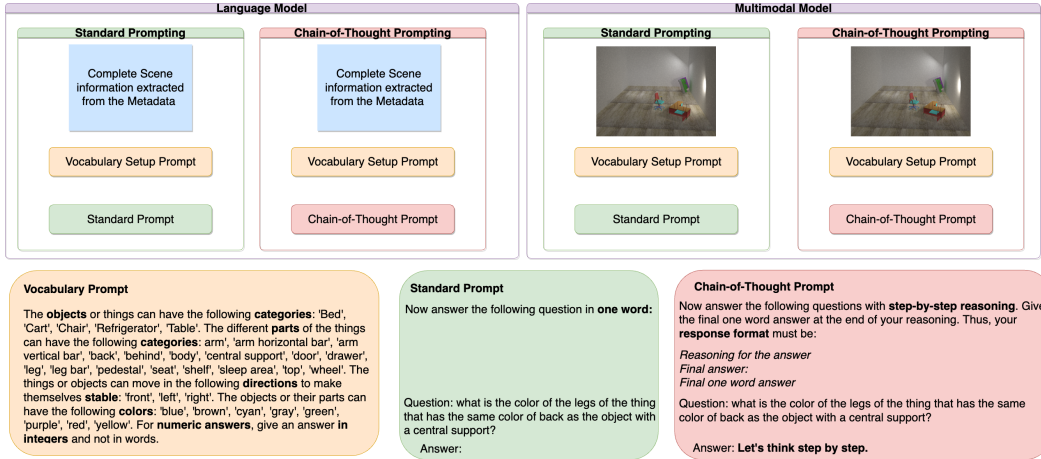 Language Model
Multimodal Model
Standard Prompting
Chain-of-Thought Prompting
Standard Prompting
Chain-of-Thought Prompting
Complete Scene
information extracted
from the Metadata
Complete Scene
information extracted
from the Metadata
Vocabulary Setup Prompt
Vocabulary Setup Prompt
Vocabulary Setup Prompt
Vocabulary Setup Prompt
Standard Prompt
Chain-of-Thought Prompt
Standard Prompt
Chain-of-Thought Prompt
Vocabulary Prompt
The objects or things can have the following categories: 'Bed',
'Cart', 'Chair', 'Refrigerator', 'Table'. The different parts of the things
can have the following categories: arm', 'arm horizontal bar', 'arm
vertical bar', 'back', 'behind', 'body', 'central support', 'door', 'drawer',
'leg', 'leg bar', 'pedestal', 'seat', 'shelf', 'sleep area', 'top', 'wheel'. The
things or objects can move in the following directions to make
themselves stable: 'front', 'left', 'right'. The objects or their parts can
have the following colors: 'blue', 'brown', 'cyan', 'gray', 'green',
'purple', 'red', 'yellow'. For numeric answers, give an answer in
integers and not in words.
Standard Prompt
Now answer the following question in one word:
Question: what is the color of the legs of the thing
that has the same color of back as the object with
a central support?
Answer:
Chain-of-Thought Prompt
Now answer the following questions with step-by-step reasoning. Give
the final one word answer at the end of your reasoning. Thus, your
response format must be:
Reasoning for the answer
Final answer:
Final one word answer
Question: what is the color of the legs of the thing that has the same
color of back as the object with a central support?
Answer: Let's think step by step.